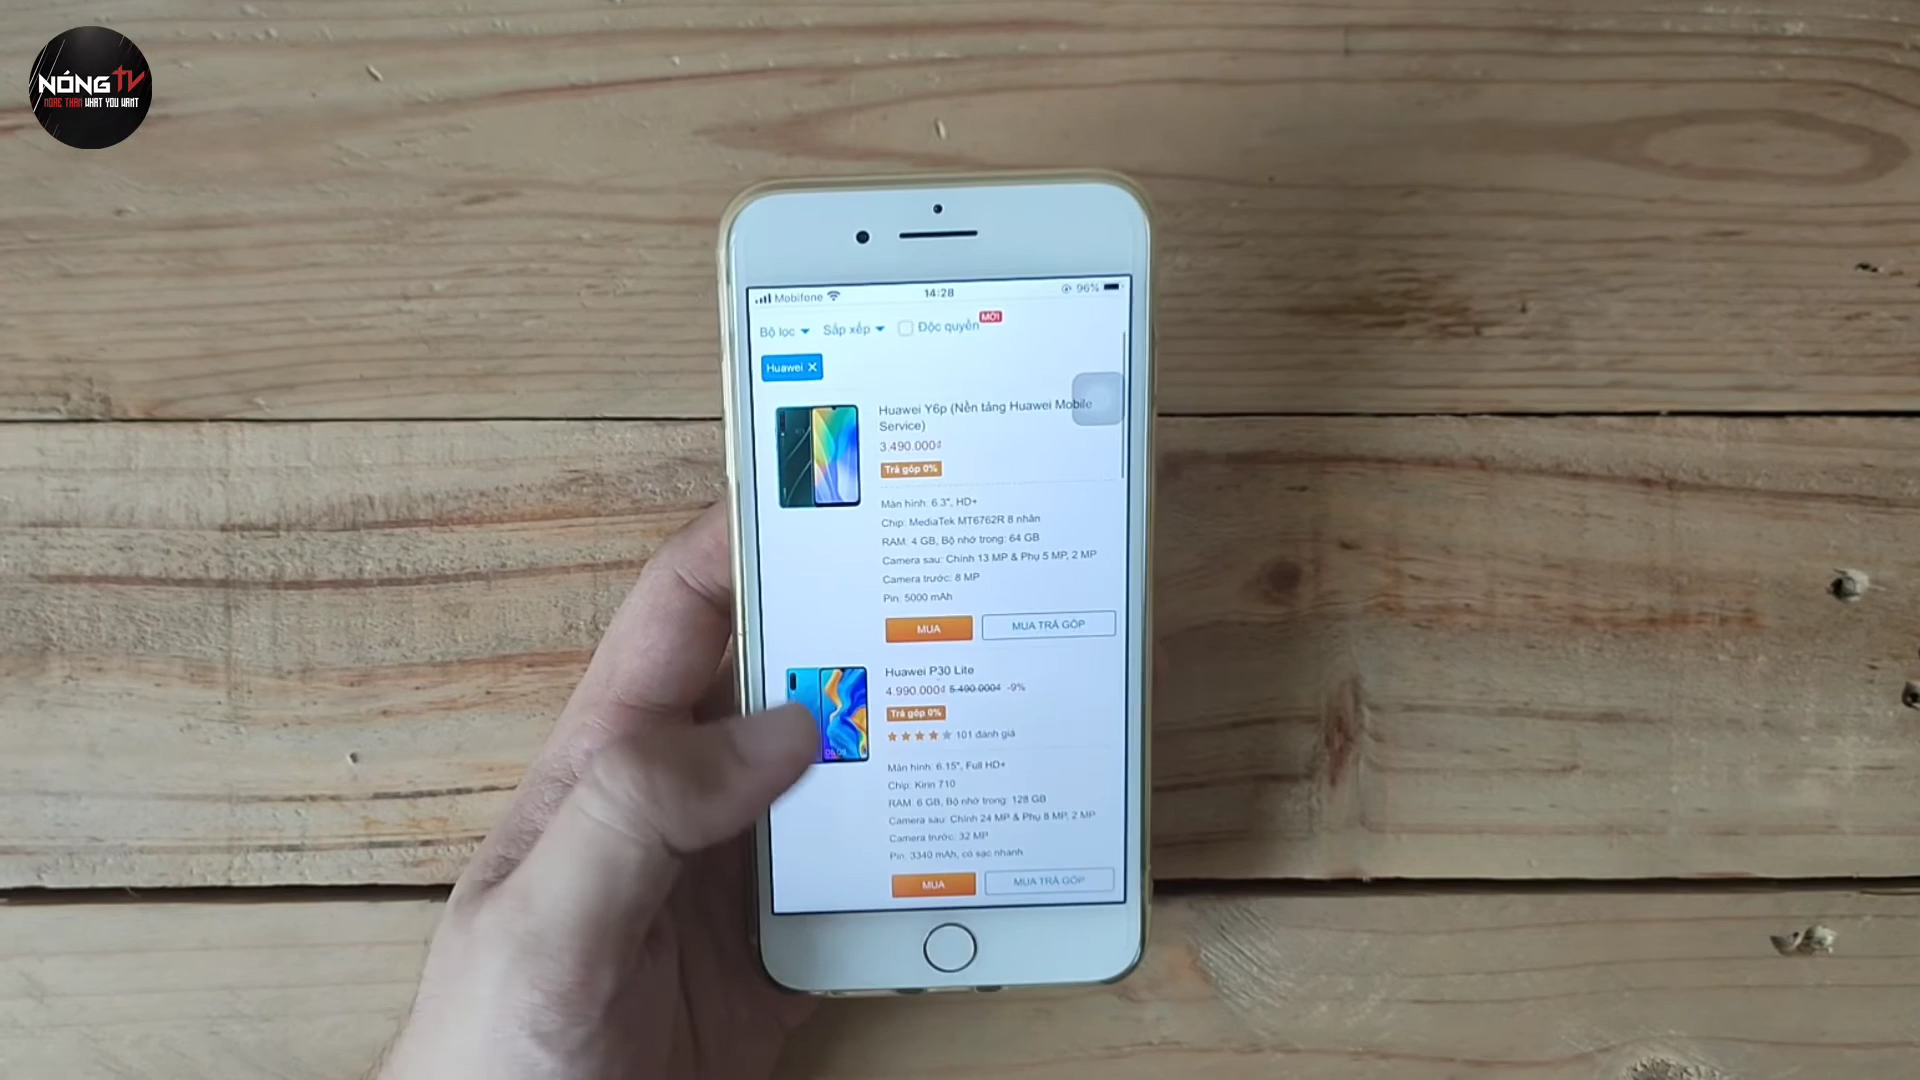 NÓNG TV
MORE THAN WHAT YOU WANT
Mobifone 14:28 96%
Bộ lọc Sắp xếp Độc quyền MỚI
Huawei X
Huawei Y6p (Nền tảng Huawei Mobile
Service)
3.490.000₫
Trả góp 0%
Màn hình: 6.3", HD+
Chip: MediaTek MT6762R 8 nhân
RAM: 4 GB, Bộ nhớ trong: 64 GB
Camera sau: Chính 13 MP & Phụ 5 MP, 2 MP
Camera trước: 8 MP
Pin: 5000 mAh
MUA MUA TRẢ GÓP
Huawei P30 Lite
4.990.000₫ 5.490.000₫ -9%
Trả góp 0%
101 đánh giá
Màn hình: 6.15", Full HD+
Chip: Kirin 710
RAM: 6 GB, Bộ nhớ trong: 128 GB
Camera sau: Chính 24 MP & Phụ 8 MP, 2 MP
Camera trước: 32 MP
Pin: 3340 mAh, có sạc nhanh
MUA MUA TRẢ GÓP